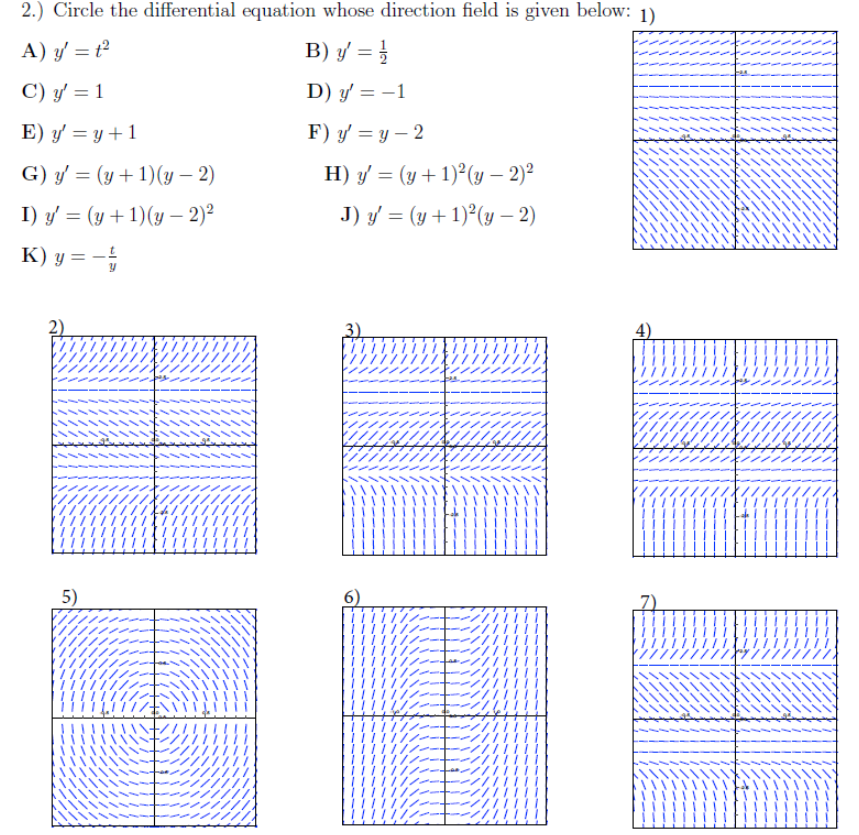 2.) Circle the differential equation whose direction field is given below: 1)
A) y′ = t²
B) y′ = 1/2
C) y′ = 1
D) y′ = −1
E) y′ = y + 1
F) y′ = y − 2
G) y′ = (y + 1)(y − 2)
H) y′ = (y + 1)²(y − 2)²
I) y′ = (y + 1)(y − 2)²
J) y′ = (y + 1)²(y − 2)
K) y = −t/y
2)
3)
4)
5)
6)
7)